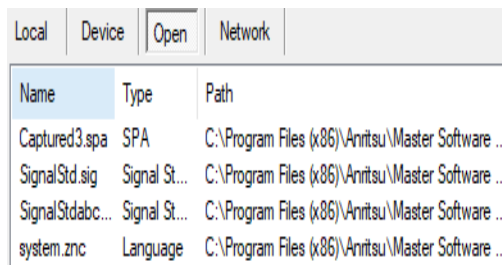 Local Device Open Network
Name Type Path
Captured3.spa SPA C:\Program Files (x86)\Anritsu\Master Software ...
SignalStd.sig Signal St... C:\Program Files (x86)\Anritsu\Master Software ...
SignalStdabc... Signal St... C:\Program Files (x86)\Anritsu\Master Software ...
system.znc Language C:\Program Files (x86)\Anritsu\Master Software ...